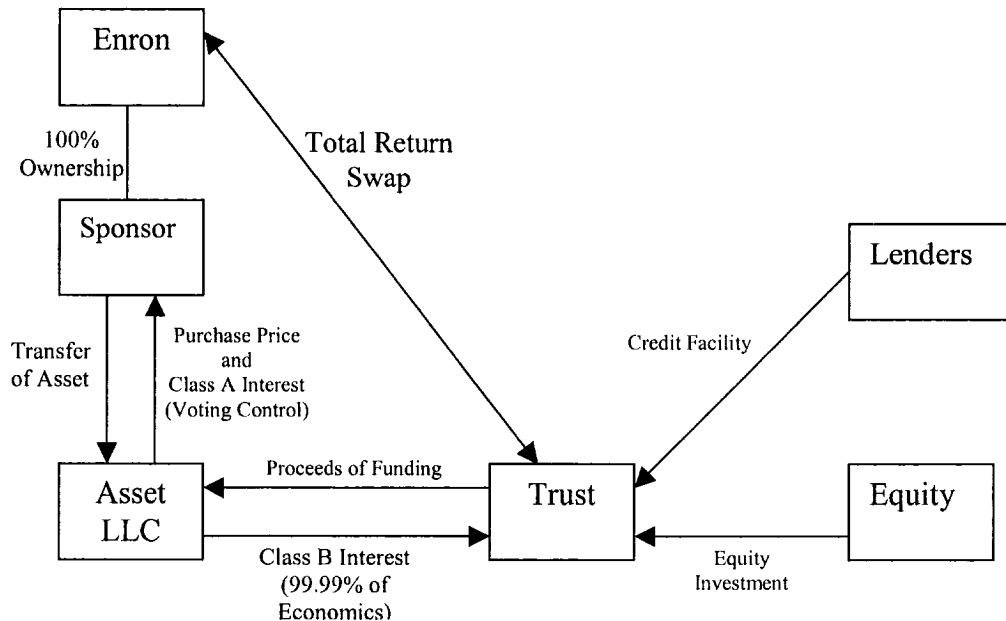 Enron
100%
Ownership
Total Return
Swap
Sponsor
Lenders
Transfer
of Asset
Purchase Price
and
Class A Interest
(Voting Control)
Credit Facility
Asset
LLC
Proceeds of Funding
Trust
Equity
Class B Interest
(99.99% of
Economics)
Equity
Investment